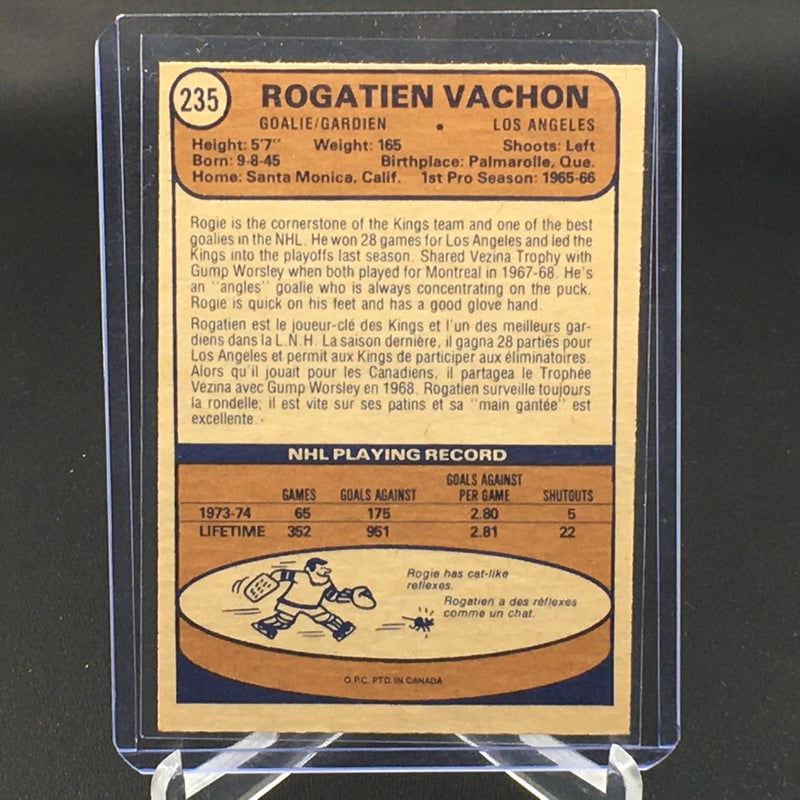 235
ROGATIEN VACHON
GOALIE/GARDIEN • LOS ANGELES
Height: 5'7" Weight: 165 Shoots: Left
Born: 9-8-45 Birthplace: Palmarolle, Que.
Home: Santa Monica, Calif. 1st Pro Season: 1965-66
Rogie is the cornerstone of the Kings team and one of the best
goalies in the NHL. He won 28 games for Los Angeles and led the
Kings into the playoffs last season. Shared Vezina Trophy with
Gump Worsley when both played for Montreal in 1967-68. He's
an "angles" goalie who is always concentrating on the puck.
Rogie is quick on his feet and has a good glove hand.
Rogatien est le joueur-clé des Kings et l'un des meilleurs gar-
diens dans la L.N.H. La saison dernière, il gagna 28 parties pour
Los Angeles et permit aux Kings de participer aux éliminatoires.
Alors qu'il jouait pour les Canadiens, il partagea le Trophée
Vézina avec Gump Worsley en 1968. Rogatien surveille toujours
la rondelle; il est vite sur ses patins et sa "main gantée" est
excellente.
NHL PLAYING RECORD
GAMES GOALS AGAINST GOALS AGAINST PER GAME SHUTOUTS
1973-74 65 175 2.80 5
LIFETIME 352 951 2.81 22
Rogie has cat-like
reflexes.
Rogatien a des réflexes
comme un chat.
O.P.C. PTD. IN CANADA